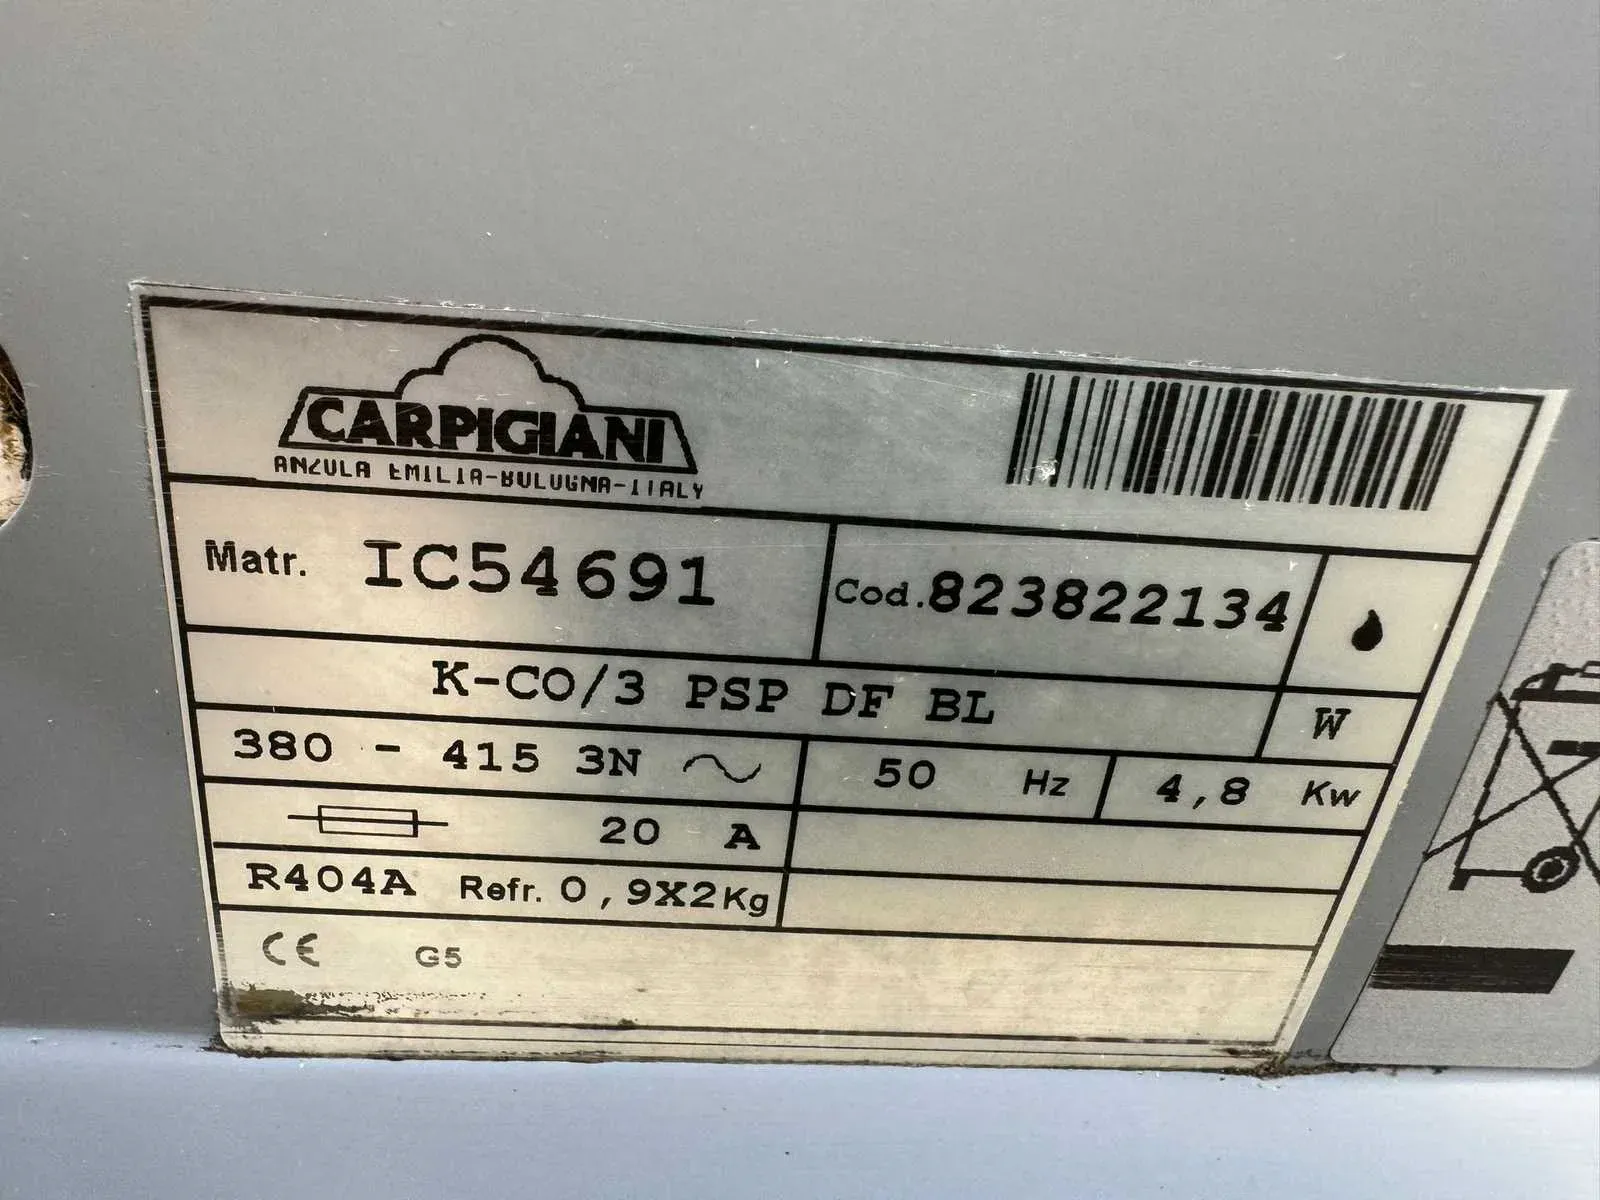 CARPIGIANI
ANZOLA EMILIA-BOLOGNA-ITALY
Matr. IC54691 Cod. 823822134
K-CO/3 PSP DF BL W
380 - 415 3N 50 Hz 4,8 Kw
20 A
R404A Refr. 0,9X2Kg
CE G5